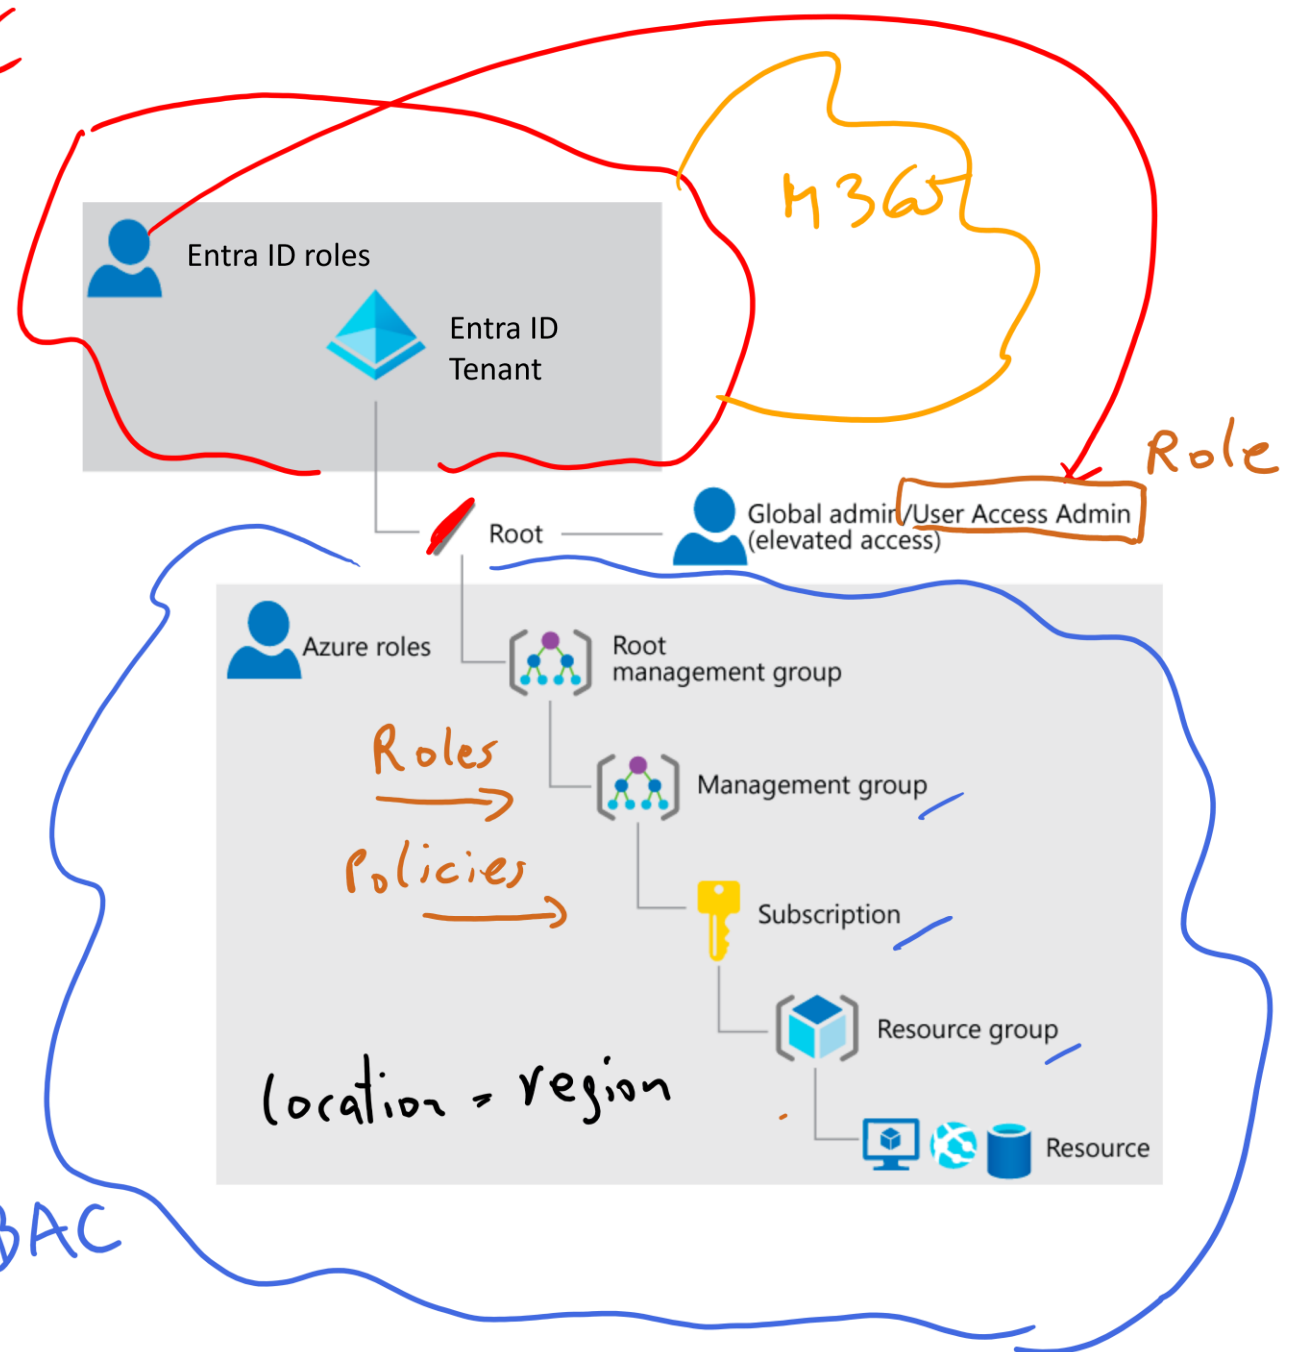 M365
Entra ID roles
Entra ID
Tenant
Role
Global admin/User Access Admin
(elevated access)
Root
Azure roles
Root
management group
Roles
Management group
Policies
Subscription
Resource group
location = region
Resource
BAC